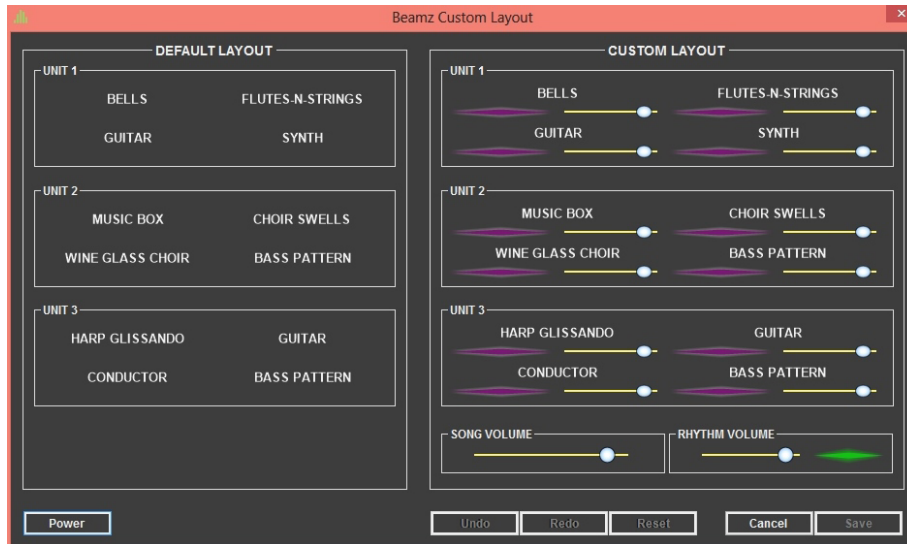 Beamz Custom Layout
DEFAULT LAYOUT
UNIT 1
BELLS FLUTES-N-STRINGS
GUITAR SYNTH
UNIT 2
MUSIC BOX CHOIR SWELLS
WINE GLASS CHOIR BASS PATTERN
UNIT 3
HARP GLISSANDO GUITAR
CONDUCTOR BASS PATTERN
CUSTOM LAYOUT
UNIT 1
BELLS FLUTES-N-STRINGS
GUITAR SYNTH
UNIT 2
MUSIC BOX CHOIR SWELLS
WINE GLASS CHOIR BASS PATTERN
UNIT 3
HARP GLISSANDO GUITAR
CONDUCTOR BASS PATTERN
SONG VOLUME RHYTHM VOLUME
Power Undo Redo Reset Cancel Save